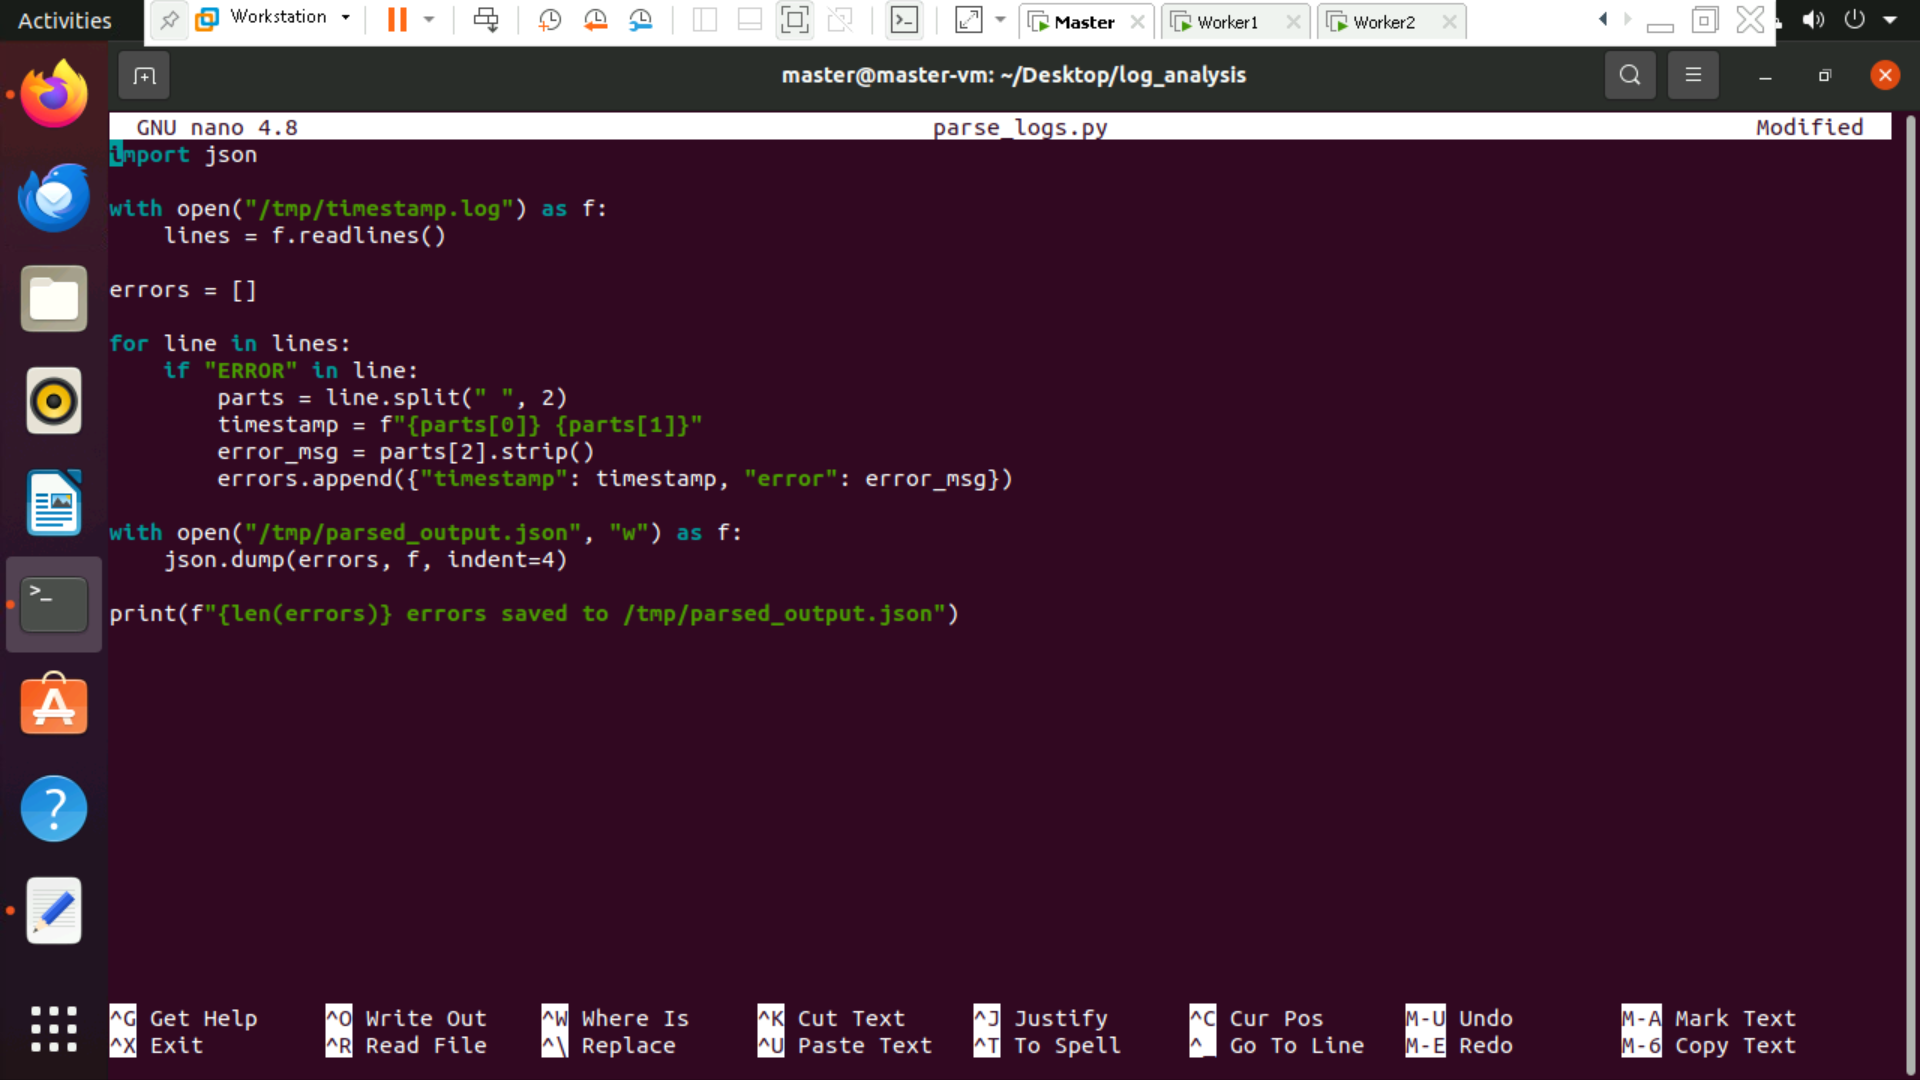 Activities
Workstation
Master
Worker1
Worker2
master@master-vm: ~/Desktop/log_analysis
GNU nano 4.8 parse_logs.py Modified
import json
with open("/tmp/timestamp.log") as f:
    lines = f.readlines()
errors = []
for line in lines:
    if "ERROR" in line:
        parts = line.split(" ", 2)
        timestamp = f"{parts[0]} {parts[1]}"
        error_msg = parts[2].strip()
        errors.append({"timestamp": timestamp, "error": error_msg})
with open("/tmp/parsed_output.json", "w") as f:
    json.dump(errors, f, indent=4)
print(f"{len(errors)} errors saved to /tmp/parsed_output.json")
^G Get Help ^O Write Out ^W Where Is ^K Cut Text ^J Justify ^C Cur Pos M-U Undo M-A Mark Text
^X Exit ^R Read File ^\ Replace ^U Paste Text ^T To Spell ^_ Go To Line M-E Redo M-6 Copy Text